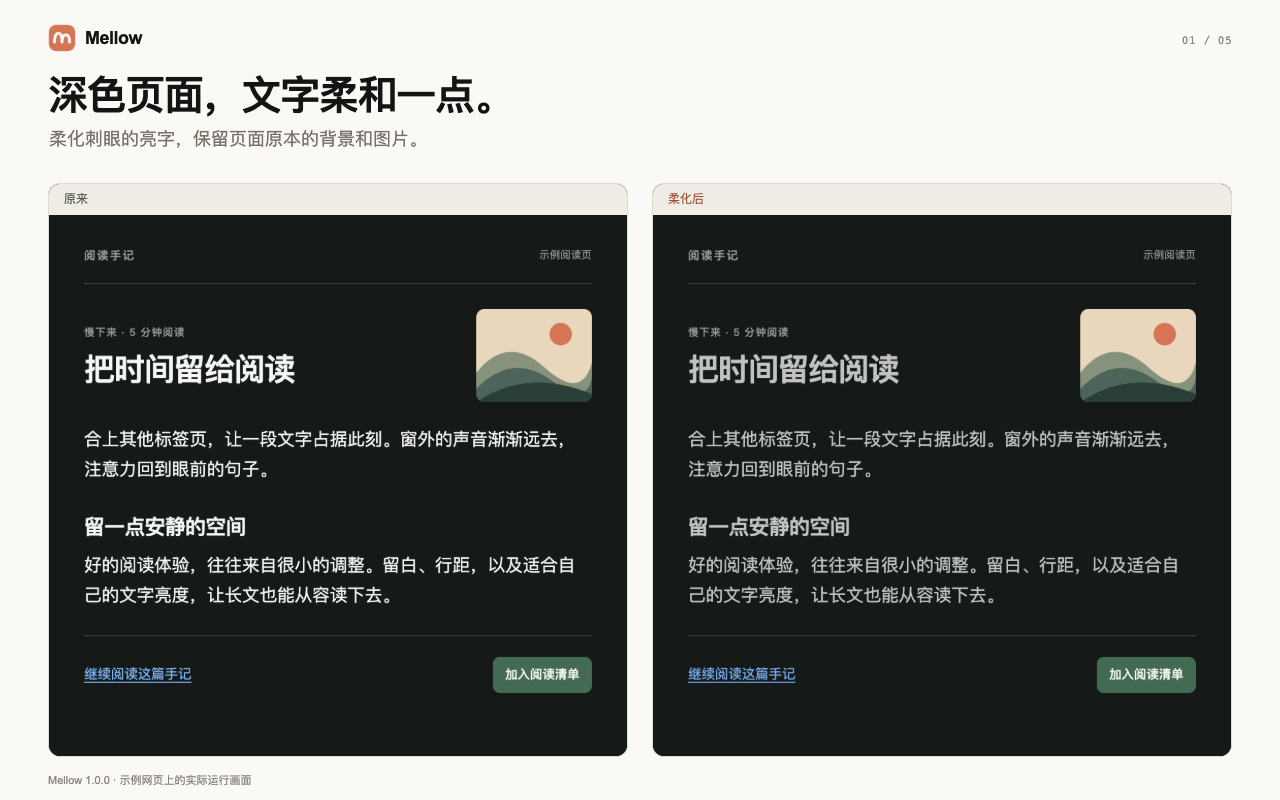 Mellow
01 / 05
深色页面，文字柔和一点。
柔化刺眼的亮字，保留页面原本的背景和图片。
原来
阅读手记
示例阅读页
慢下来 · 5 分钟阅读
把时间留给阅读
合上其他标签页，让一段文字占据此刻。窗外的声音渐渐远去，
注意力回到眼前的句子。
留一点安静的空间
好的阅读体验，往往来自很小的调整。留白、行距，以及适合自
己的文字亮度，让长文也能从容读下去。
继续阅读这篇手记
加入阅读清单
柔化后
阅读手记
示例阅读页
慢下来 · 5 分钟阅读
把时间留给阅读
合上其他标签页，让一段文字占据此刻。窗外的声音渐渐远去，
注意力回到眼前的句子。
留一点安静的空间
好的阅读体验，往往来自很小的调整。留白、行距，以及适合自
己的文字亮度，让长文也能从容读下去。
继续阅读这篇手记
加入阅读清单
Mellow 1.0.0 · 示例网页上的实际运行画面